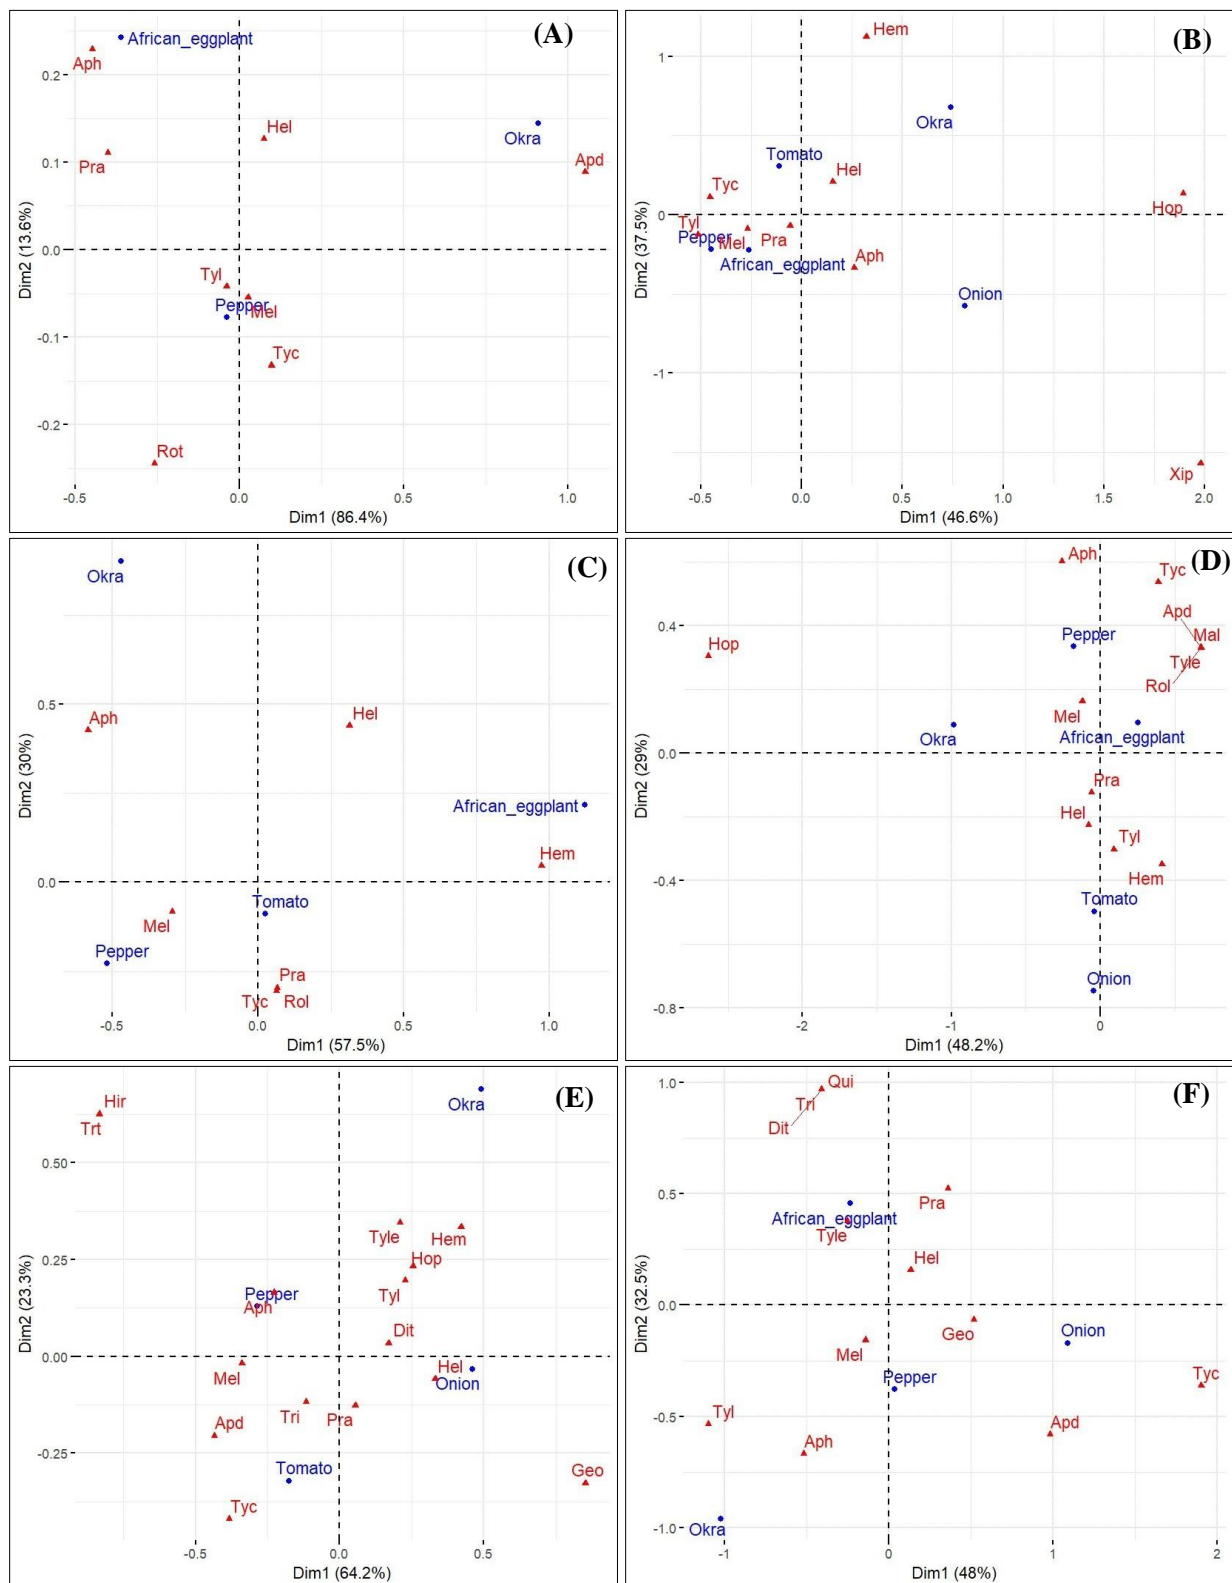 (A)
African_eggplant
Aph
0.2
Hel
Okra
0.1
Pra
Apd
Dim2 (13.6%)
0.0
Tyl
Pepper
Mel
-0.1
Tyc
-0.2
Rot
-0.5 0.0 0.5 1.0
Dim1 (86.4%)
(B)
Hem
1
Okra
Tomato
Hel
Tyc
Hop
0
Tyl
Pepper
Mel
Pra
African_eggplant
Aph
Dim2 (37.5%)
Onion
-1
Xip
-0.5 0.0 0.5 1.0 1.5 2.0
Dim1 (46.6%)
(C)
Okra
0.5
Aph
Hel
African_eggplant
Dim2 (30%)
Hem
0.0
Tomato
Mel
Pepper
Pra
Tyc
Rol
-0.5 0.0 0.5 1.0
Dim1 (57.5%)
(D)
Aph
Tyc
Apd
0.4
Pepper
Mal
Hop
Tyle
Rol
Mel
Okra
African_eggplant
0.0
Dim2 (29%)
Pra
Hel
Tyl
-0.4
Hem
Tomato
Onion
-0.8
-2 -1 0
Dim1 (48.2%)
(E)
Hir
Okra
Trt
0.50
Tyle
Hem
0.25
Hop
Dim2 (23.3%)
Pepper
Aph
Tyl
Dit
0.00
Mel
Hel
Onion
Apd
Tri
Pra
-0.25
Tomato
Geo
Tyc
-0.5 0.0 0.5
Dim1 (64.2%)
(F)
1.0
Qui
Tri
Dit
0.5
Pra
African_eggplant
Tyle
Hel
Dim2 (32.5%)
0.0
Geo
Onion
Mel
Pepper
Tyc
-0.5
Tyl
Apd
Aph
-1.0
Okra
-1 0 1 2
Dim1 (48%)